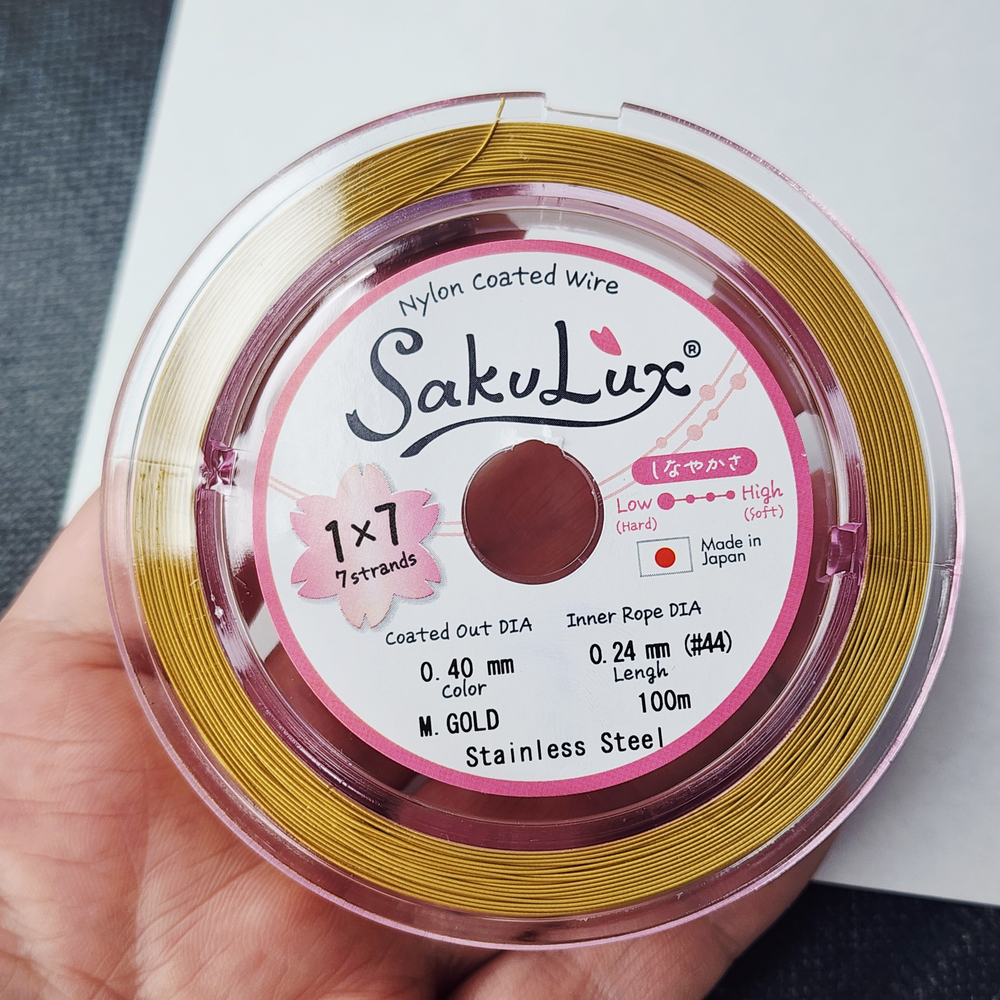 Nylon Coated Wire
SakuLux®
しなやかさ
Low High
(Hard) (Soft)
1×7
7strands
Made in
Japan
Coated Out DIA Inner Rope DIA
0.40 mm 0.24 mm (#44)
Color Lengh
M.GOLD 100m
Stainless Steel